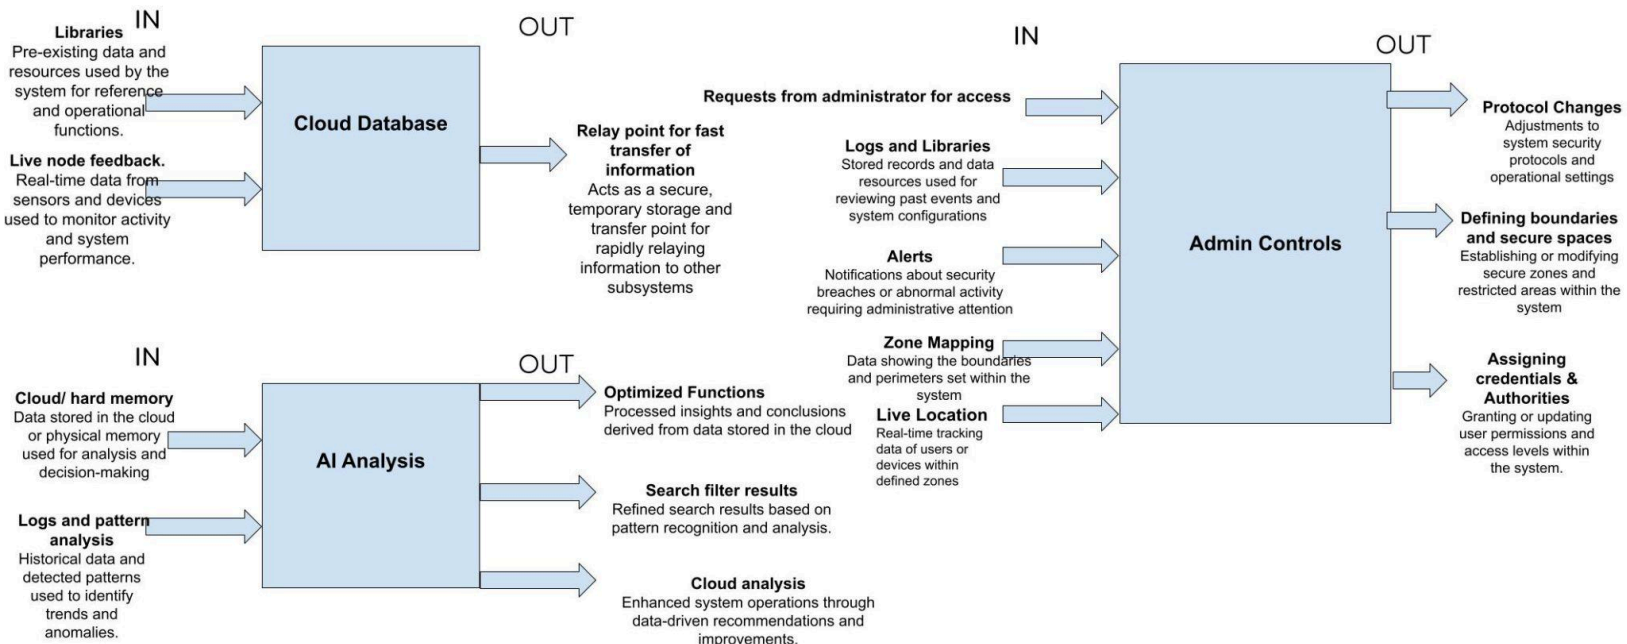 IN
Libraries
Pre-existing data and
resources used by the
system for reference
and operational
functions.
Live node feedback.
Real-time data from
sensors and devices
used to monitor activity
and system
performance.
Cloud Database
OUT
Relay point for fast
transfer of
information
Acts as a secure,
temporary storage and
transfer point for
rapidly relaying
information to other
subsystems
IN
Cloud/ hard memory
Data stored in the cloud
or physical memory
used for analysis and
decision-making
Logs and pattern
analysis
Historical data and
detected patterns
used to identify
trends and
anomalies.
AI Analysis
OUT
Optimized Functions
Processed insights and conclusions
derived from data stored in the cloud
Search filter results
Refined search results based on
pattern recognition and analysis.
Cloud analysis
Enhanced system operations through
data-driven recommendations and
improvements.
IN
Requests from administrator for access
Logs and Libraries
Stored records and data
resources used for
reviewing past events and
system configurations
Alerts
Notifications about security
breaches or abnormal activity
requiring administrative attention
Zone Mapping
Data showing the boundaries
and perimeters set within the
system
Live Location
Real-time tracking
data of users or
devices within
defined zones
Admin Controls
OUT
Protocol Changes
Adjustments to
system security
protocols and
operational settings
Defining boundaries
and secure spaces
Establishing or modifying
secure zones and
restricted areas within the
system
Assigning
credentials &
Authorities
Granting or updating
user permissions and
access levels within
the system.